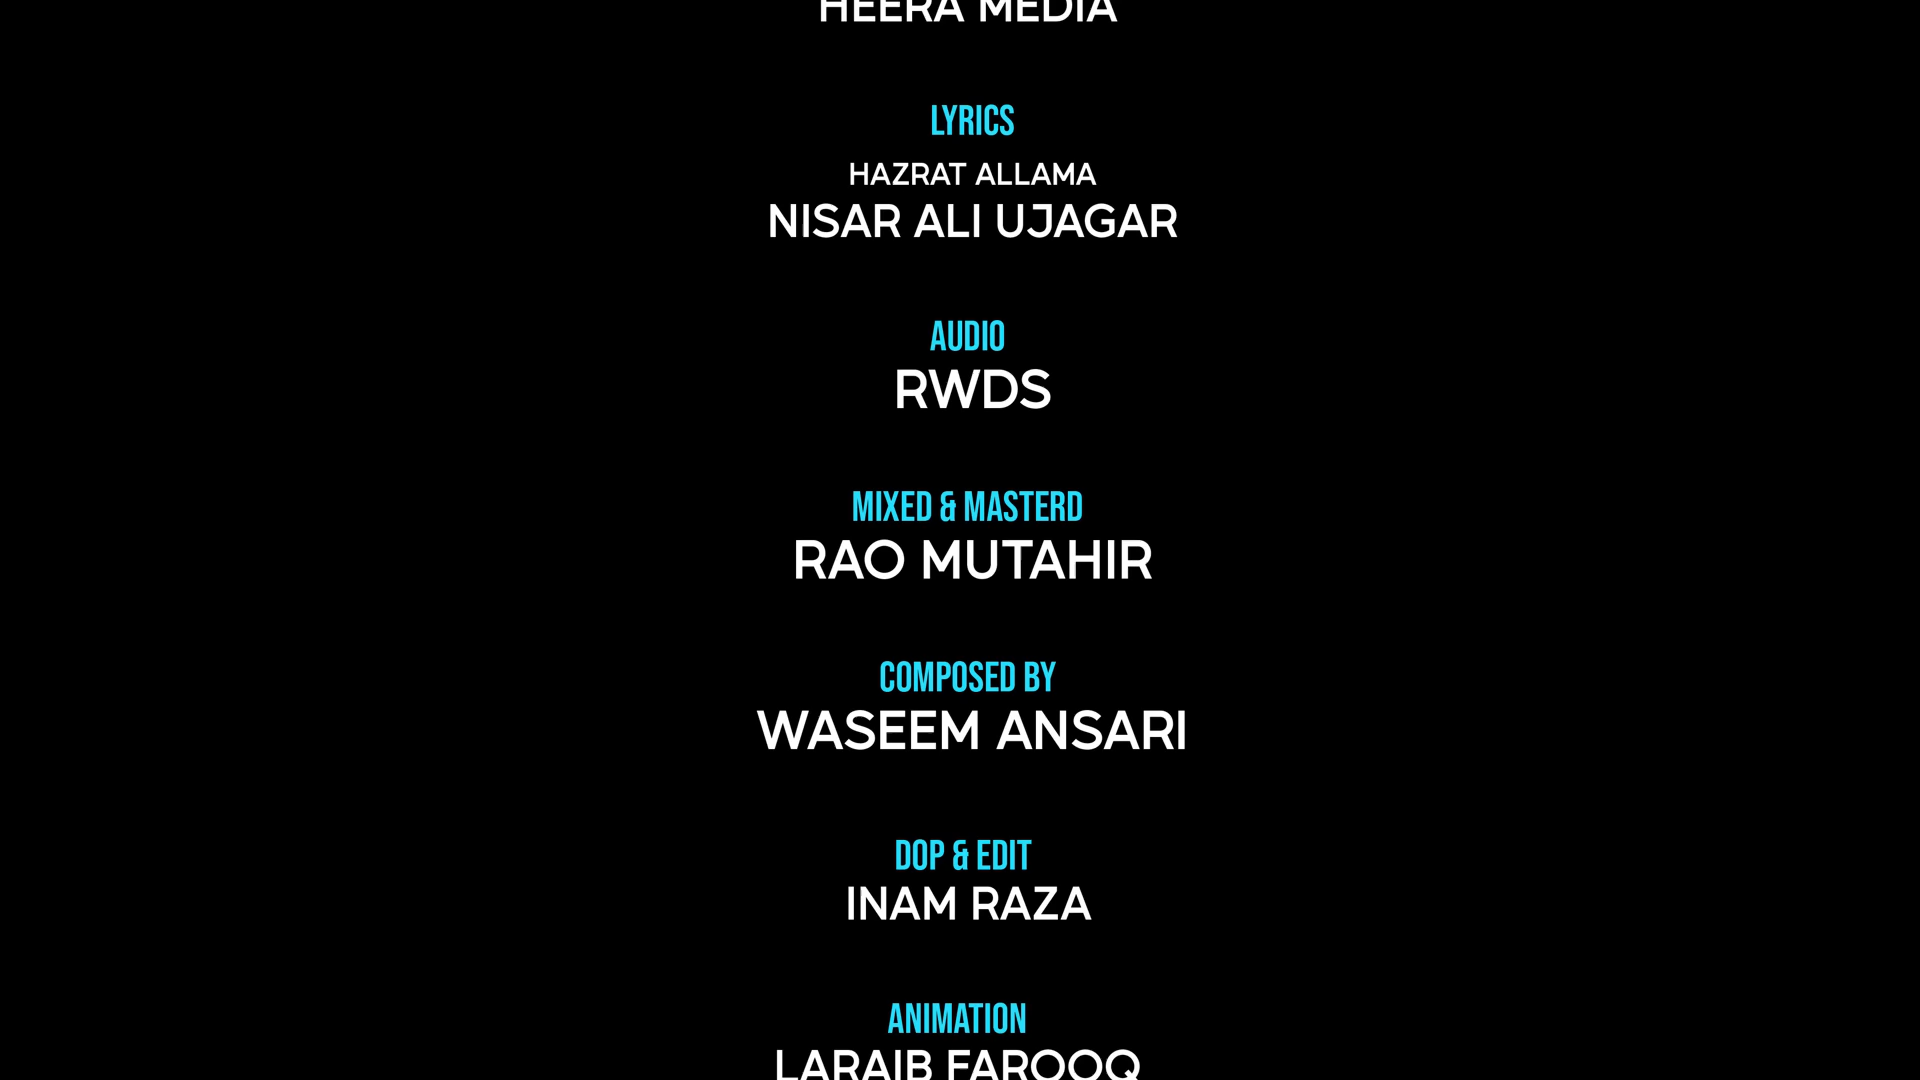 HEERA MEDIA
LYRICS
HAZRAT ALLAMA
NISAR ALI UJAGAR
AUDIO
RWDS
MIXED & MASTERD
RAO MUTAHIR
COMPOSED BY
WASEEM ANSARI
DOP & EDIT
INAM RAZA
ANIMATION
LARAIB FAROOQ